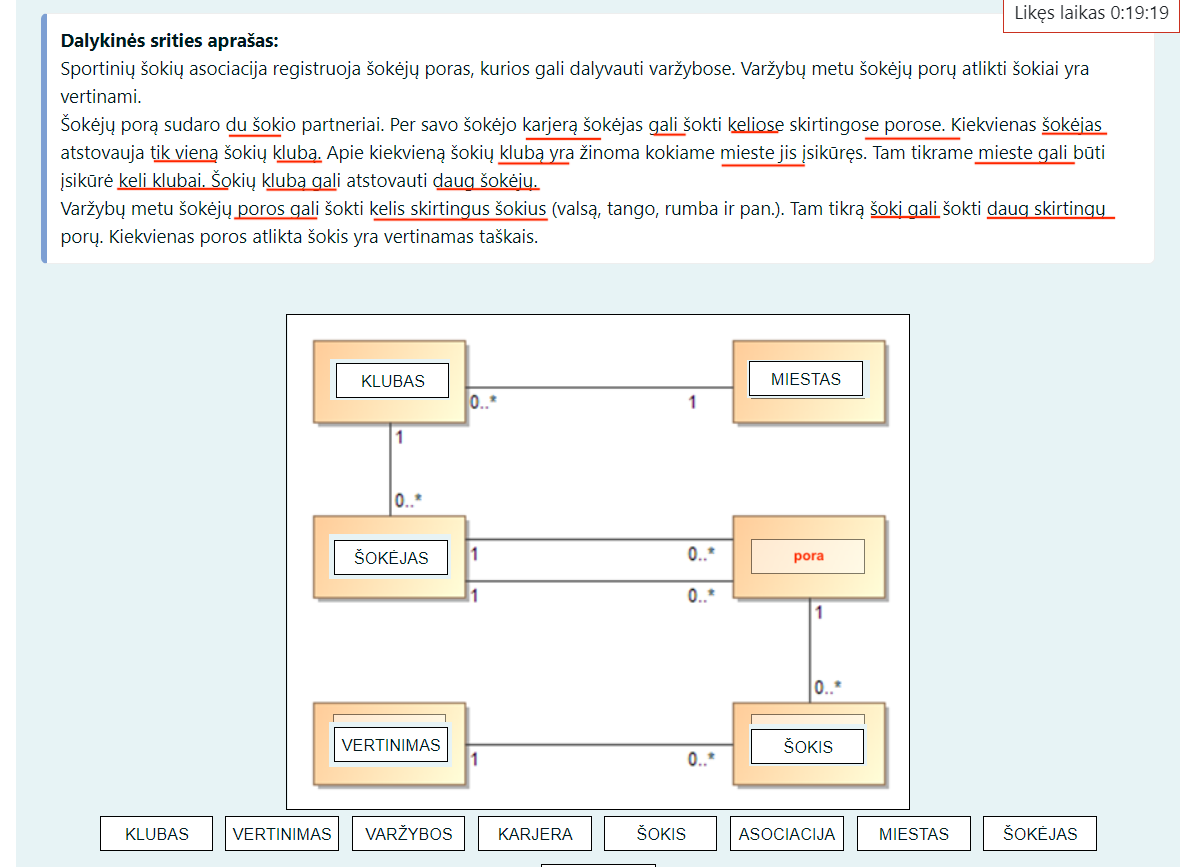 Likęs laikas 0:19:19
Dalykinės srities aprašas:
Sportinių šokių asociacija registruoja šokėjų poras, kurios gali dalyvauti varžybose. Varžybų metu šokėjų porų atlikti šokiai yra
vertinami.
Šokėjų porą sudaro du šokio partneriai. Per savo šokėjo karjerą šokėjas gali šokti keliose skirtingose porose. Kiekvienas šokėjas
atstovauja tik vieną šokių klubą. Apie kiekvieną šokių klubą yra žinoma kokiame mieste jis įsikūręs. Tam tikrame mieste gali būti
įsikūrė keli klubai. Šokių klubą gali atstovauti daug šokėjų.
Varžybų metu šokėjų poros gali šokti kelis skirtingus šokius (valsą, tango, rumba ir pan.). Tam tikrą šokį gali šokti daug skirtingų
porų. Kiekvienas poros atlikta šokis yra vertinamas taškais.
KLUBAS
MIESTAS
0..*
1
1
0..*
ŠOKĖJAS
1
0..*
pora
1
0..*
1
0..*
VERTINIMAS
1
0..*
ŠOKIS
KLUBAS
VERTINIMAS
VARŽYBOS
KARJERA
ŠOKIS
ASOCIACIJA
MIESTAS
ŠOKĖJAS